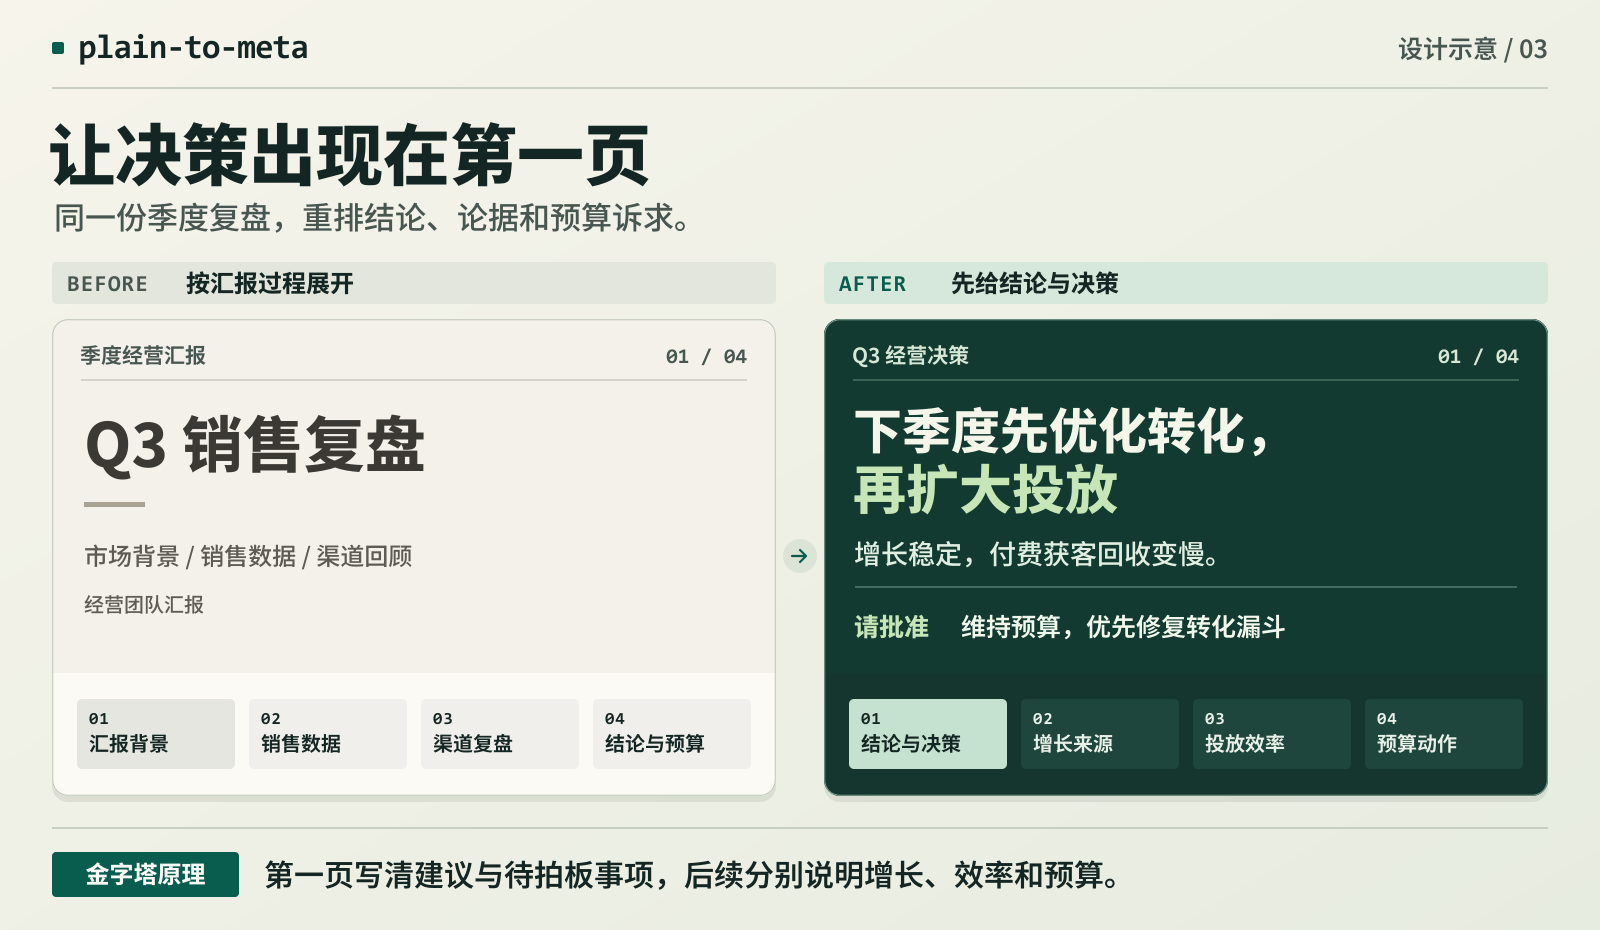 plain-to-meta
设计示意 / 03
让决策出现在第一页
同一份季度复盘，重排结论、论据和预算诉求。
BEFORE 按汇报过程展开
季度经营汇报 01 / 04
Q3 销售复盘
市场背景 / 销售数据 / 渠道回顾
经营团队汇报
01
汇报背景
02
销售数据
03
渠道复盘
04
结论与预算
AFTER 先给结论与决策
Q3 经营决策 01 / 04
下季度先优化转化，
再扩大投放
增长稳定，付费获客回收变慢。
请批准 维持预算，优先修复转化漏斗
01
结论与决策
02
增长来源
03
投放效率
04
预算动作
金字塔原理 第一页写清建议与待拍板事项，后续分别说明增长、效率和预算。